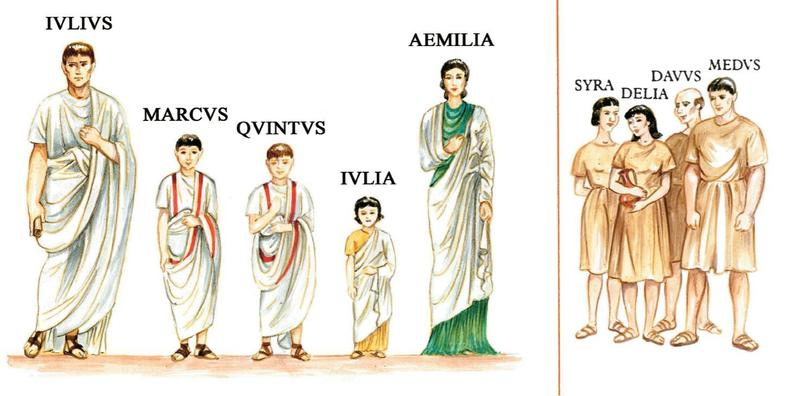 IVLIVS
MARCVS
QVINTVS
IVLIA
AEMILIA
SYRA
DELIA
DAVVS
MEDVS